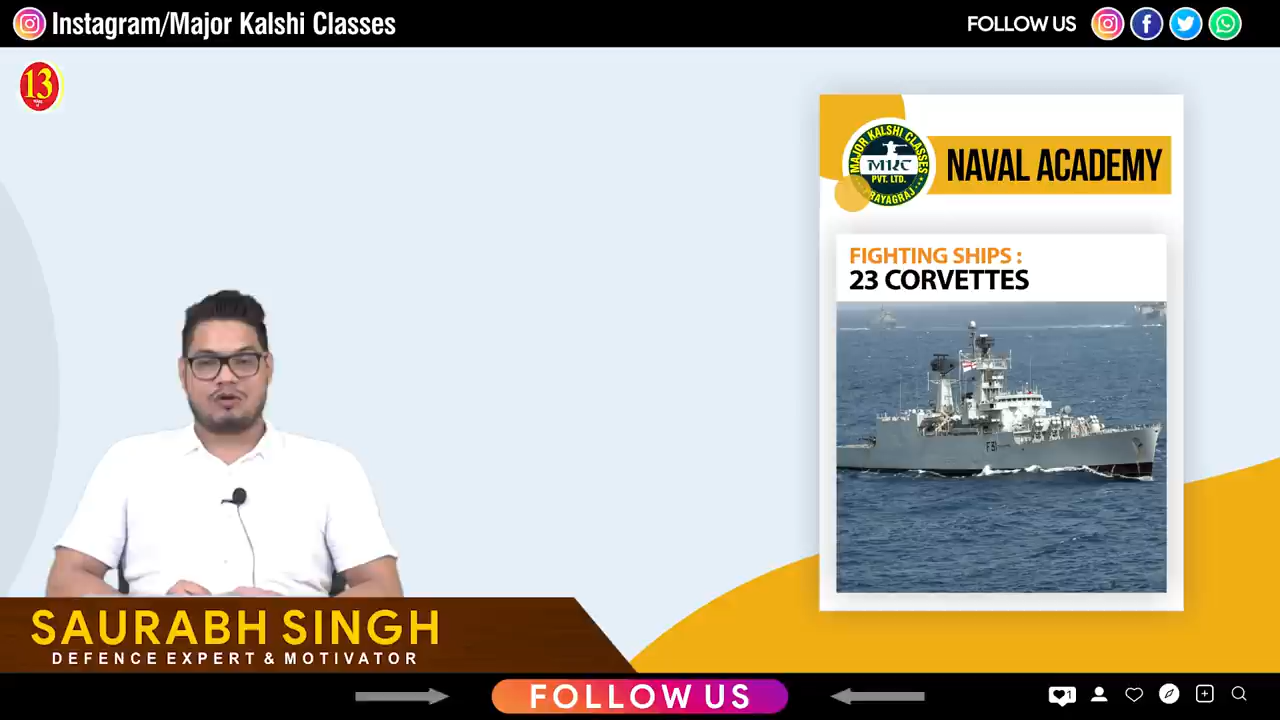 Instagram/Major Kalshi Classes
FOLLOW US
13
MAJOR KALSHI CLASSES
MKC
PVT. LTD.
PRAYAGRAJ
NAVAL ACADEMY
FIGHTING SHIPS :
23 CORVETTES
SAURABH SINGH
DEFENCE EXPERT & MOTIVATOR
FOLLOW US
1